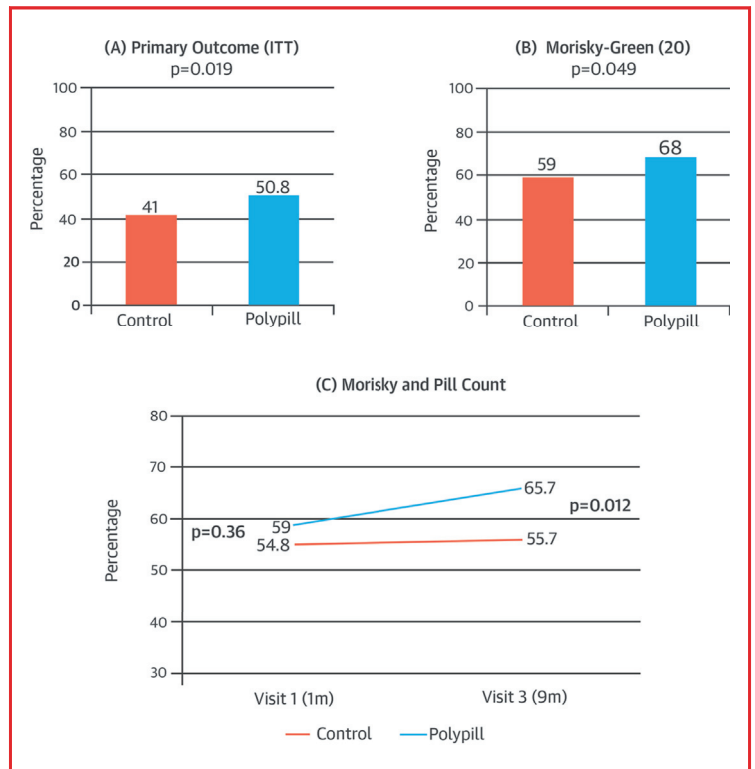 (A) Primary Outcome (ITT)
p=0.019
100
80
60
40
20
0
Percentage
41
50.8
Control
Polypill
(B) Morisky-Green (20)
p=0.049
100
80
60
40
20
0
Percentage
59
68
Control
Polypill
(C) Morisky and Pill Count
80
70
60
50
40
30
Percentage
p=0.36
59
54.8
65.7
55.7
p=0.012
Visit 1 (1m)
Visit 3 (9m)
Control
Polypill